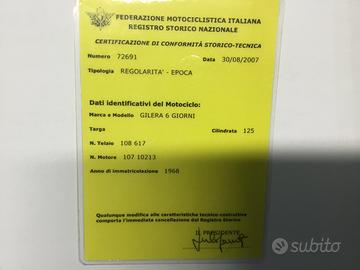 FEDERAZIONE MOTOCICLISTICA ITALIANA
REGISTRO STORICO NAZIONALE
CERTIFICAZIONE DI CONFORMITÀ STORICO-TECNICA
Numero 72691 Data 30/08/2007
Tipologia REGOLARITA' - EPOCA
Dati identificativi del Motociclo:
Marca e Modello GILERA 6 GIORNI
Targa Cilindrata 125
N. Telaio 108 617
N. Motore 107 10213
Anno di immatricolazione 1968
Qualunque modifica alle caratteristiche tecnico-costruttive
comporta l'immediata cancellazione del Registro Storico
IL PRESIDENTE
subito